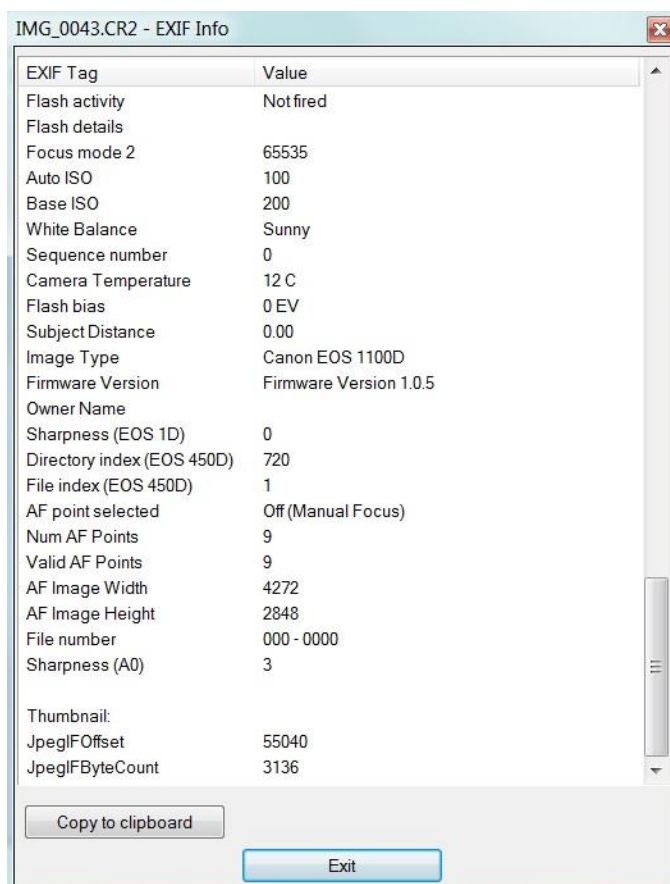 IMG_0043.CR2 - EXIF Info
EXIF Tag Value
Flash activity Not fired
Flash details
Focus mode 2 65535
Auto ISO 100
Base ISO 200
White Balance Sunny
Sequence number 0
Camera Temperature 12 C
Flash bias 0 EV
Subject Distance 0.00
Image Type Canon EOS 1100D
Firmware Version Firmware Version 1.0.5
Owner Name
Sharpness (EOS 1D) 0
Directory index (EOS 450D) 720
File index (EOS 450D) 1
AF point selected Off (Manual Focus)
Num AF Points 9
Valid AF Points 9
AF Image Width 4272
AF Image Height 2848
File number 000 - 0000
Sharpness (A0) 3
Thumbnail:
JpegIFOffset 55040
JpegIFByteCount 3136
Copy to clipboard
Exit